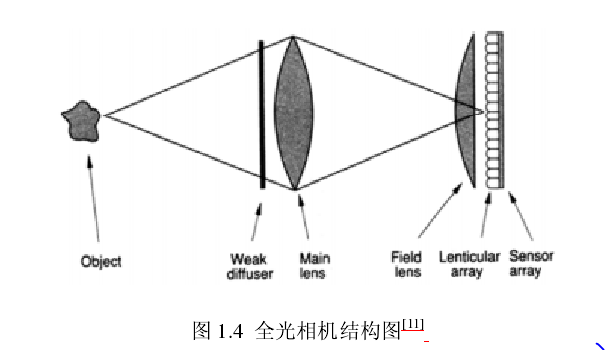 Object
Weak
diffuser
Main
lens
Field
lens
Lenticular
array
Sensor
array
图 1.4 全光相机结构图[11]